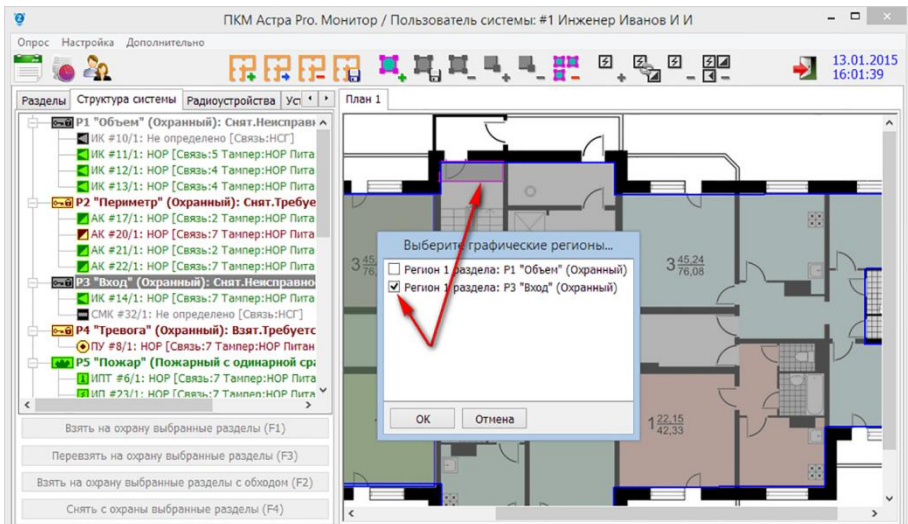 ПКМ Астра Pro. Монитор / Пользователь системы: #1 Инженер Иванов И И
Опрос Настройка Дополнительно
13.01.2015
16:01:39
Разделы Структура системы Радиоустройства Уст
План 1
P1 "Объем" (Охранный): Снят.Неисправн
ИК #10/1: Не определено [Связь:НСГ]
ИК #11/1: НОР [Связь:5 Тампер:НОР Пита
ИК #12/1: НОР [Связь:4 Тампер:НОР Пита
ИК #13/1: НОР [Связь:4 Тампер:НОР Пита
P2 "Периметр" (Охранный): Снят.Требуе
АК #17/1: НОР [Связь:2 Тампер:НОР Пита
АК #20/1: НОР [Связь:7 Тампер:НОР Пита
АК #21/1: НОР [Связь:2 Тампер:НОР Пита
АК #22/1: НОР [Связь:7 Тампер:НОР Пита
P3 "Вход" (Охранный): Снят.Неисправно
ИК #14/1: НОР [Связь:7 Тампер:НОР Пита
СМК #32/1: Не определено [Связь:НСГ]
P4 "Тревога" (Охранный): Взят.Требуетс
ПУ #8/1: НОР [Связь:7 Тампер:НОР Питан
P5 "Пожар" (Пожарный с одинарной сра
ИПТ #6/1: НОР [Связь:7 Тампер:НОР Пита
ИП #23/1: НОР [Связь:7 Тампер:НОР Пита
Взять на охрану выбранные разделы (F1)
Перевзять на охрану выбранные разделы (F3)
Взять на охрану выбранные разделы с обходом (F2)
Снять с охраны выбранные разделы (F4)
Выберите графические регионы...
Регион 1 раздела: P1 "Объем" (Охранный)
Регион 1 раздела: P3 "Вход" (Охранный)
ОК Отмена
3 45,24
76,08
1 22,15
42,33